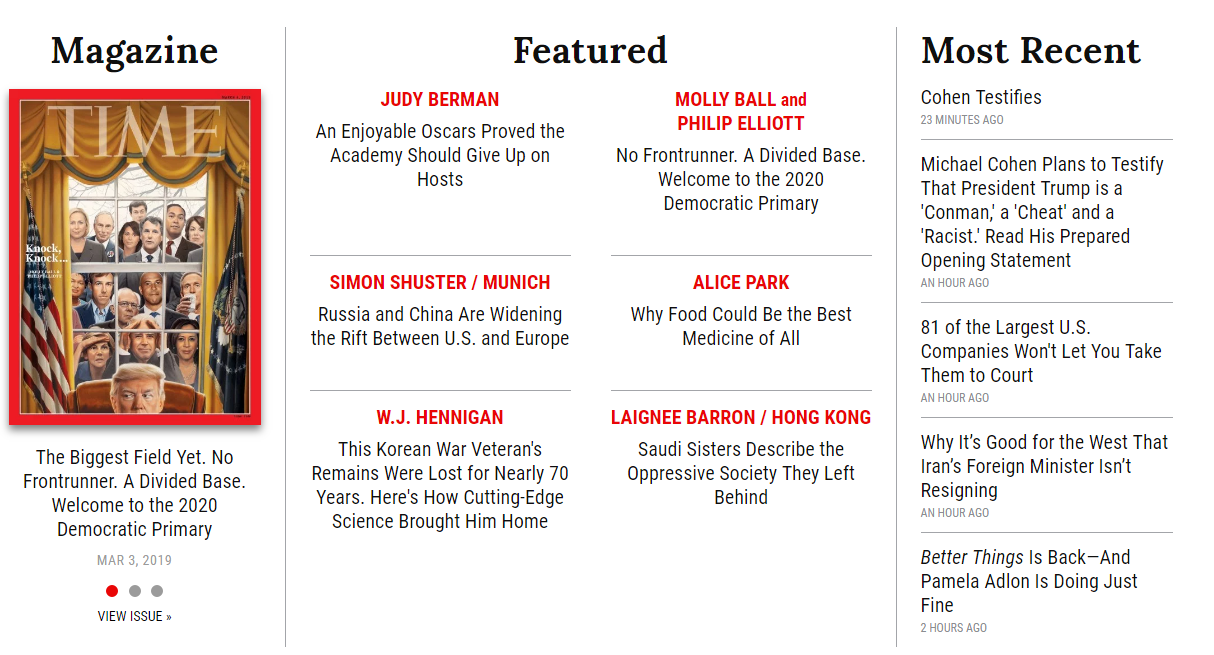 Magazine
TIME
Knock,
Knock...
The Biggest Field Yet. No
Frontrunner. A Divided Base.
Welcome to the 2020
Democratic Primary
MAR 3, 2019
VIEW ISSUE »
Featured
JUDY BERMAN
An Enjoyable Oscars Proved the
Academy Should Give Up on
Hosts
MOLLY BALL and
PHILIP ELLIOTT
No Frontrunner. A Divided Base.
Welcome to the 2020
Democratic Primary
SIMON SHUSTER / MUNICH
Russia and China Are Widening
the Rift Between U.S. and Europe
ALICE PARK
Why Food Could Be the Best
Medicine of All
W.J. HENNIGAN
This Korean War Veteran's
Remains Were Lost for Nearly 70
Years. Here's How Cutting-Edge
Science Brought Him Home
LAIGNEE BARRON / HONG KONG
Saudi Sisters Describe the
Oppressive Society They Left
Behind
Most Recent
Cohen Testifies
23 MINUTES AGO
Michael Cohen Plans to Testify
That President Trump is a
'Conman,' a 'Cheat' and a
'Racist.' Read His Prepared
Opening Statement
AN HOUR AGO
81 of the Largest U.S.
Companies Won't Let You Take
Them to Court
AN HOUR AGO
Why It’s Good for the West That
Iran’s Foreign Minister Isn’t
Resigning
AN HOUR AGO
Better Things Is Back—And
Pamela Adlon Is Doing Just
Fine
2 HOURS AGO